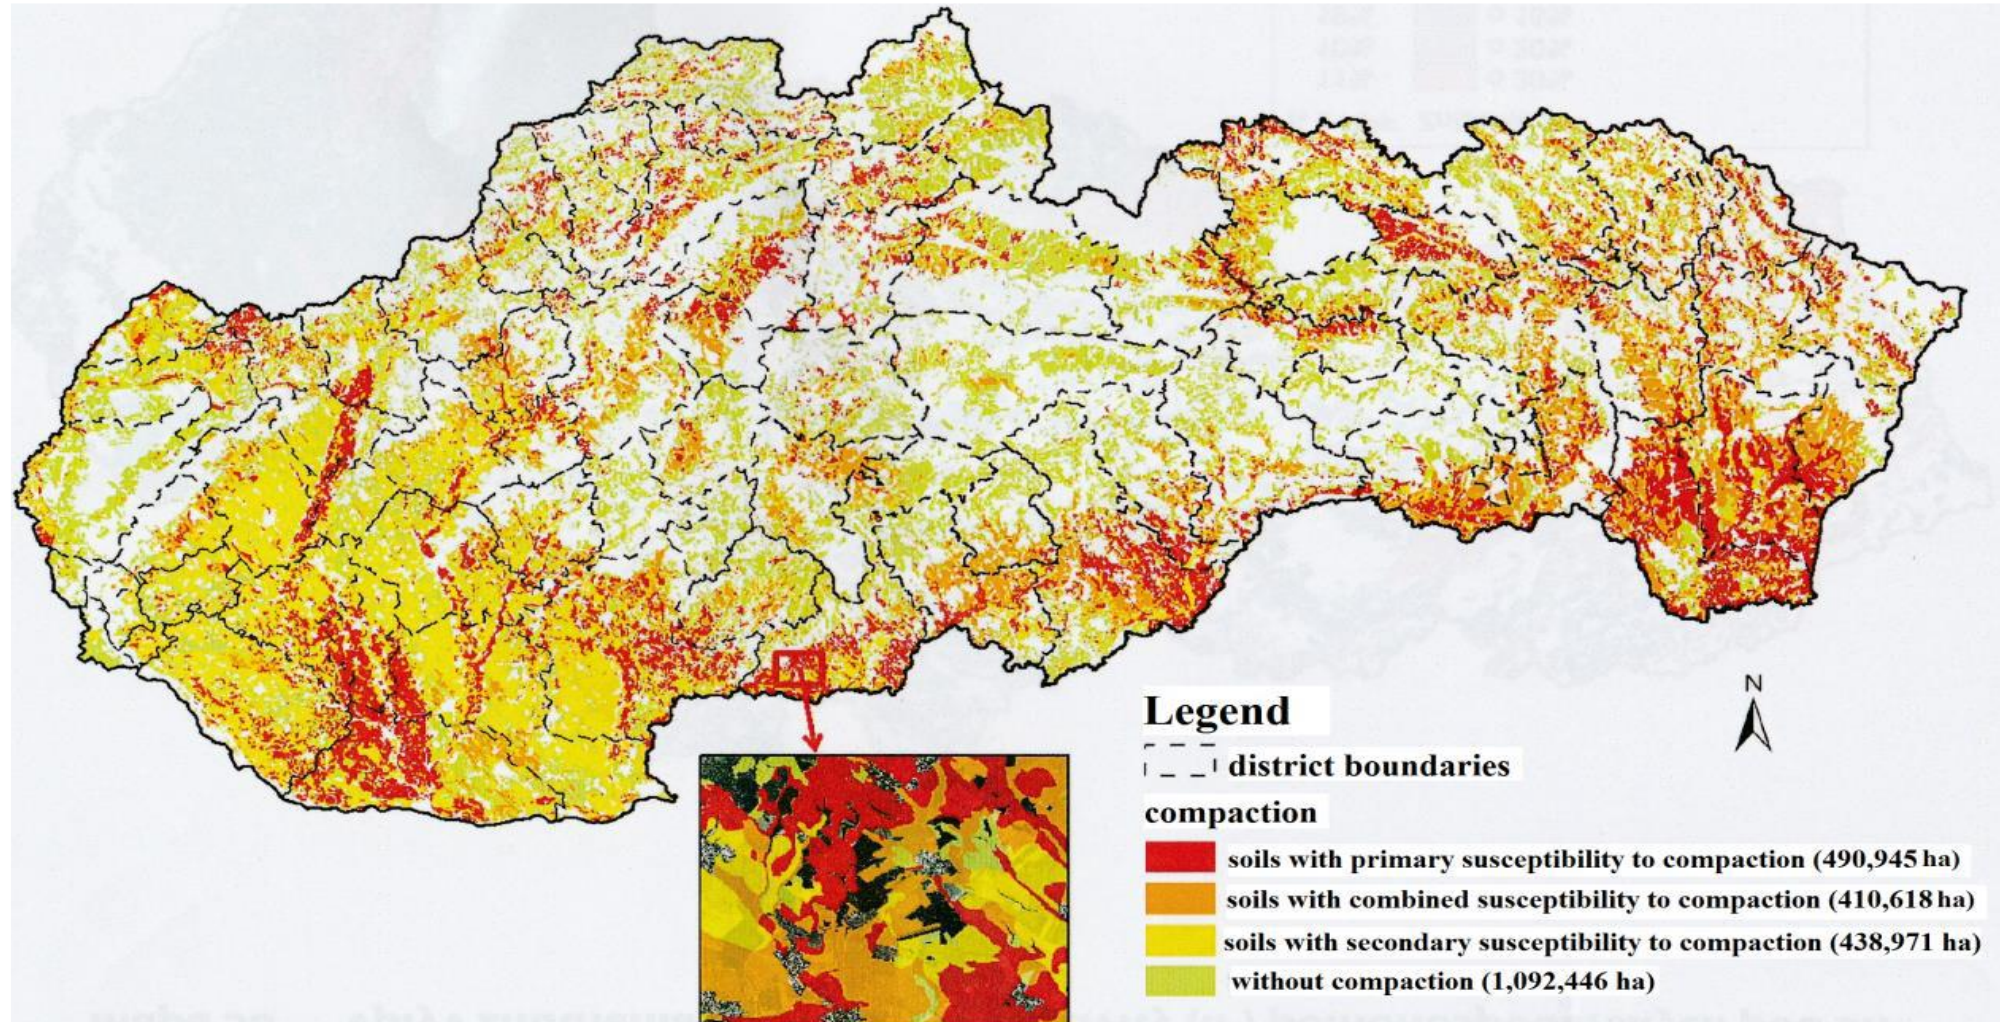 N
Legend
district boundaries
compaction
soils with primary susceptibility to compaction (490,945 ha)
soils with combined susceptibility to compaction (410,618 ha)
soils with secondary susceptibility to compaction (438,971 ha)
without compaction (1,092,446 ha)